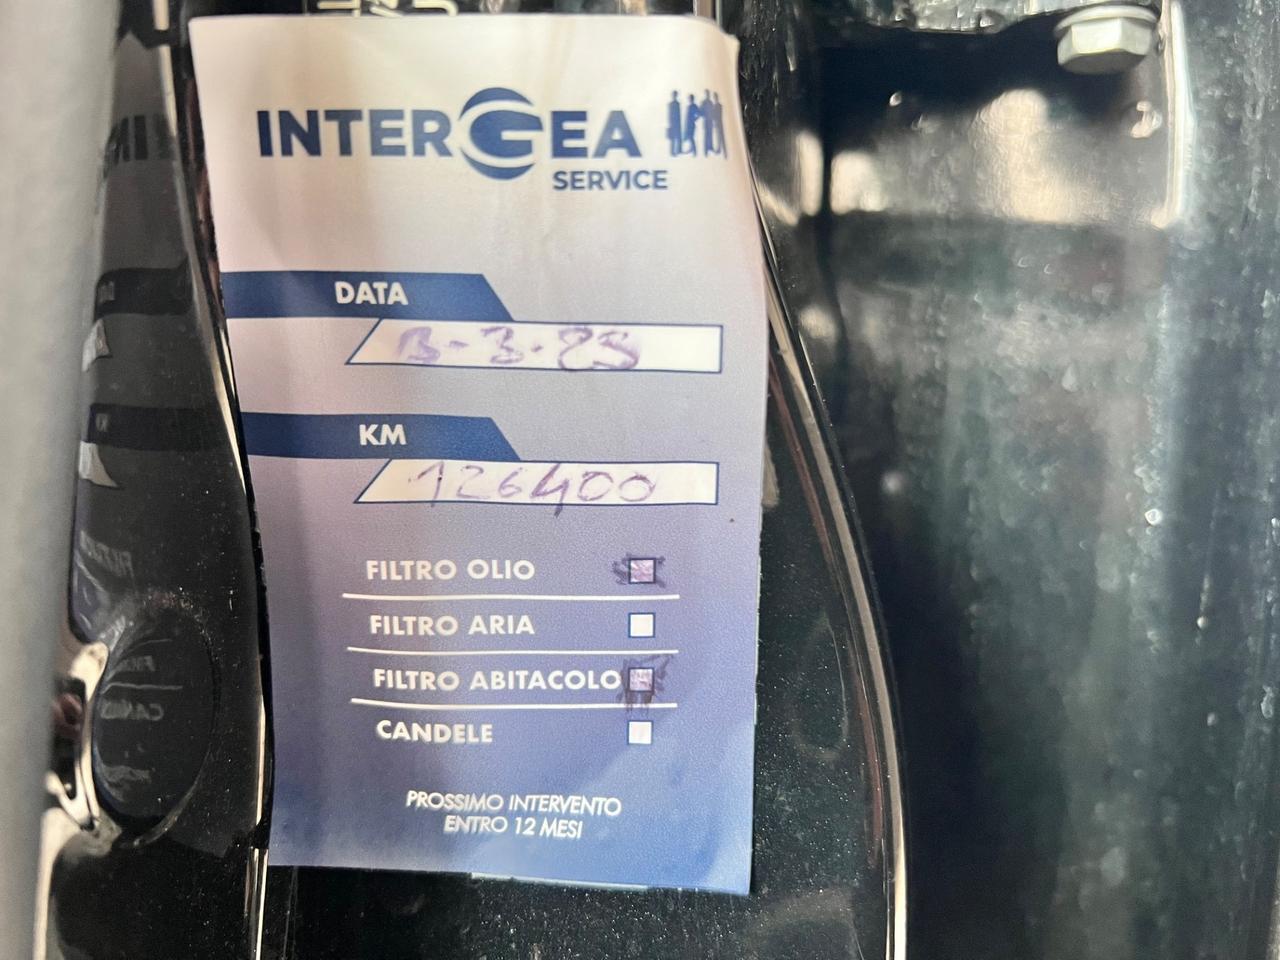 INTERGEA
SERVICE
DATA
13-3-25
KM
126400
FILTRO OLIO
FILTRO ARIA
FILTRO ABITACOLO
CANDELE
PROSSIMO INTERVENTO
ENTRO 12 MESI